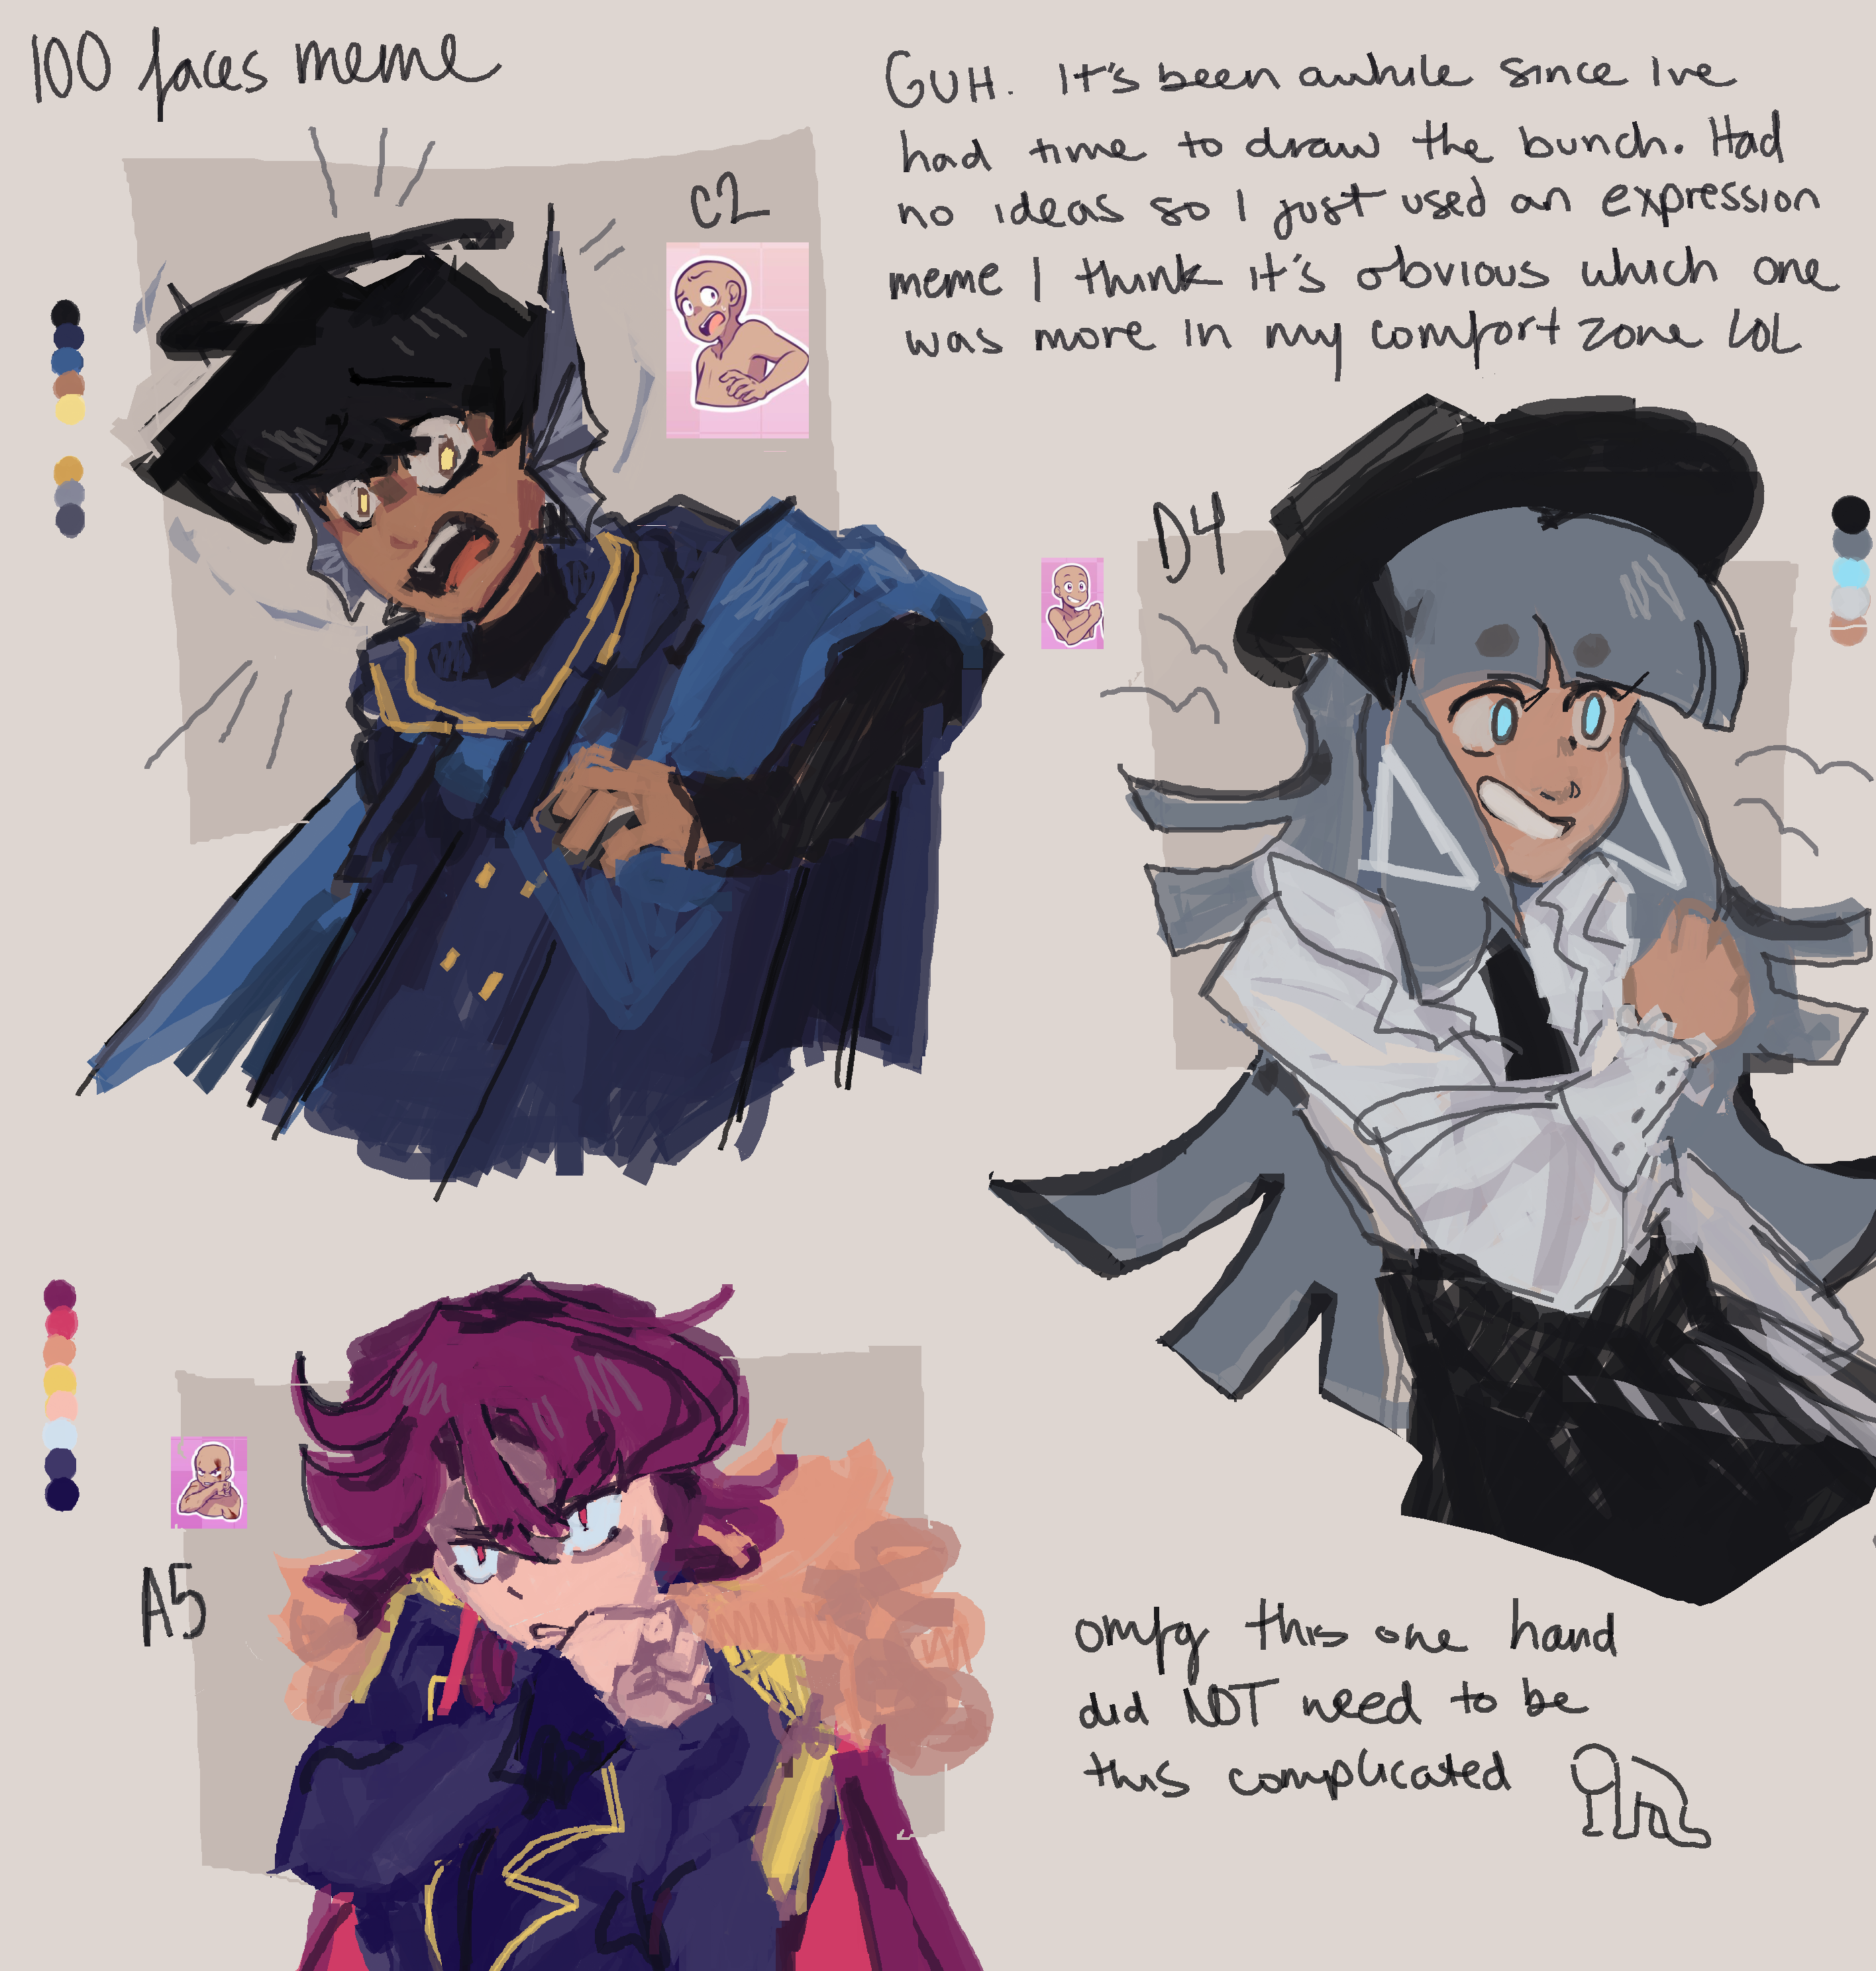 100 faces meme
GUH. It's been awhile since Ive
had time to draw the bunch. Had
no ideas so I just used an expression
meme I think it's obvious which one
was more in my comfort zone LOL
C2
D4
A5
omfg this one hand
did NOT need to be
this complicated